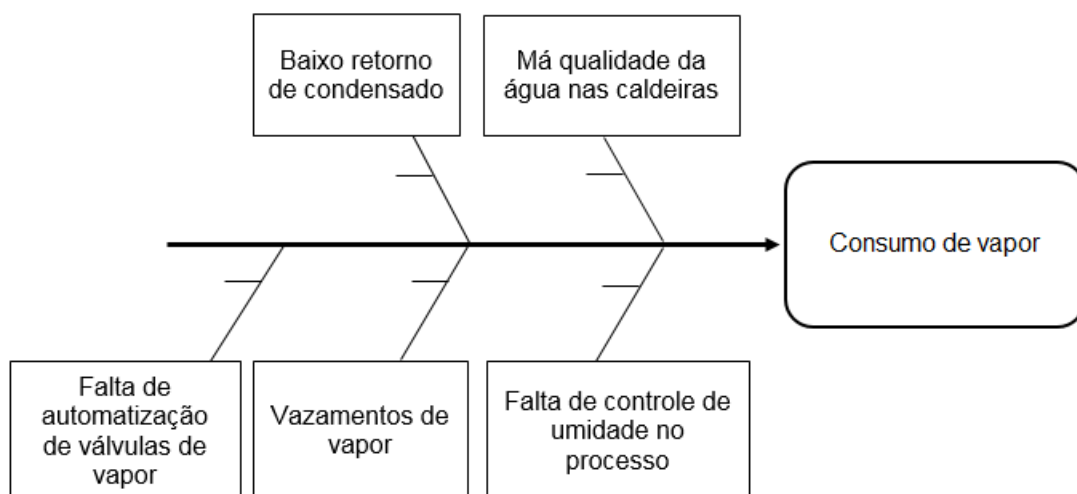 Baixo retorno
de condensado
Má qualidade da
água nas caldeiras
Consumo de vapor
Falta de
automatização
de válvulas de
vapor
Vazamentos de
vapor
Falta de controle de
umidade no
processo